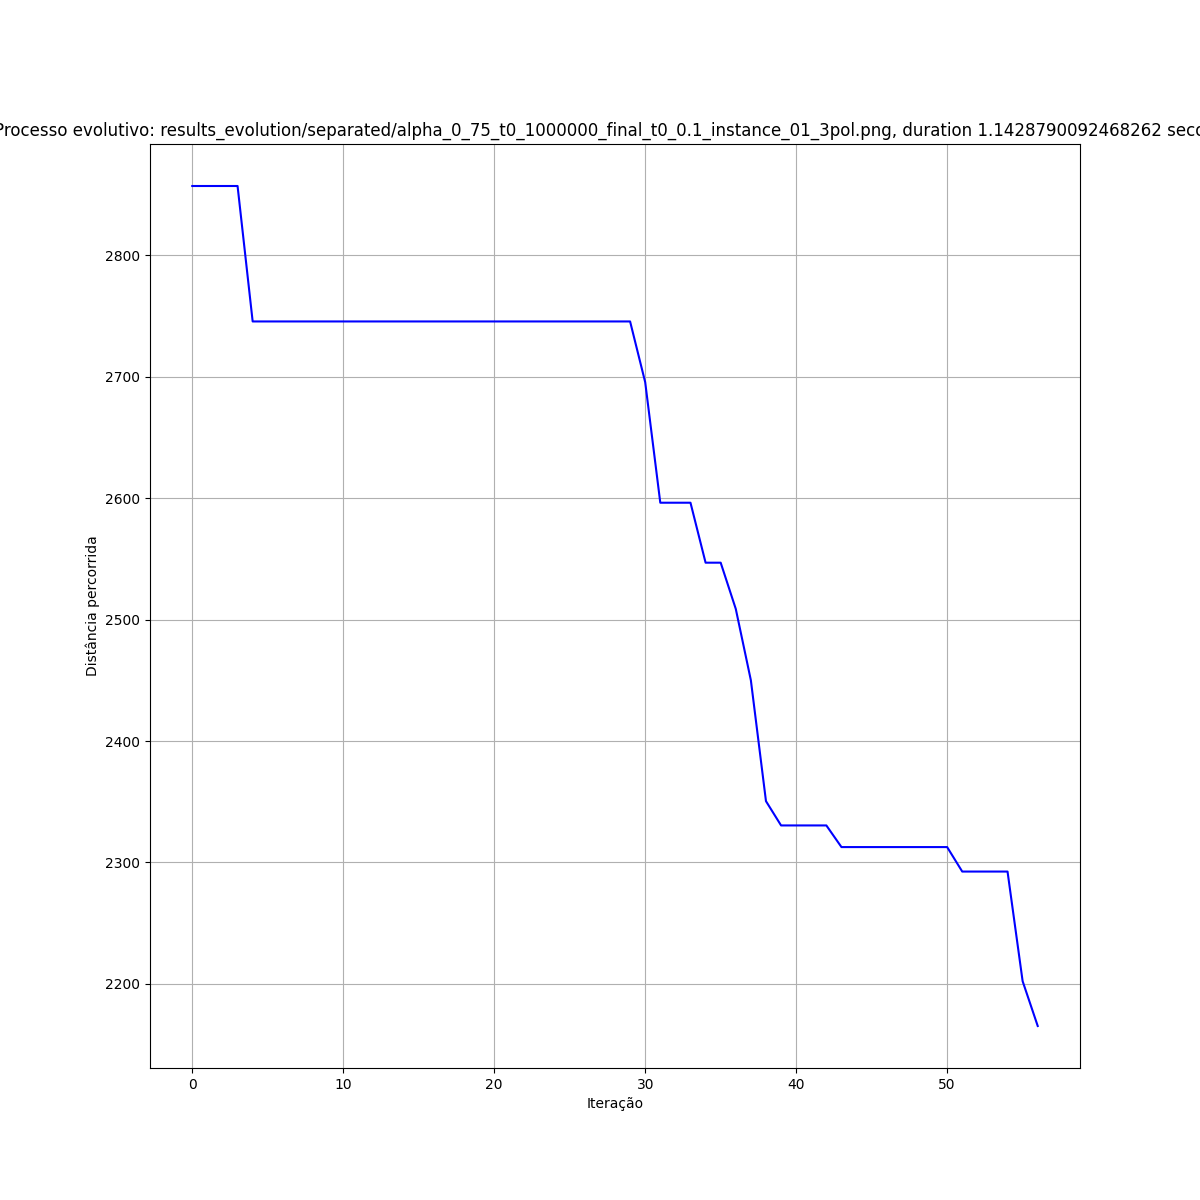 Processo evolutivo: results_evolution/separated/alpha_0_75_t0_1000000_final_t0_0.1_instance_01_3pol.png, duration 1.1428790092468262
2800
2700
2600
2500
2400
2300
2200
Distância percorrida
0 10 20 30 40 50
Iteração